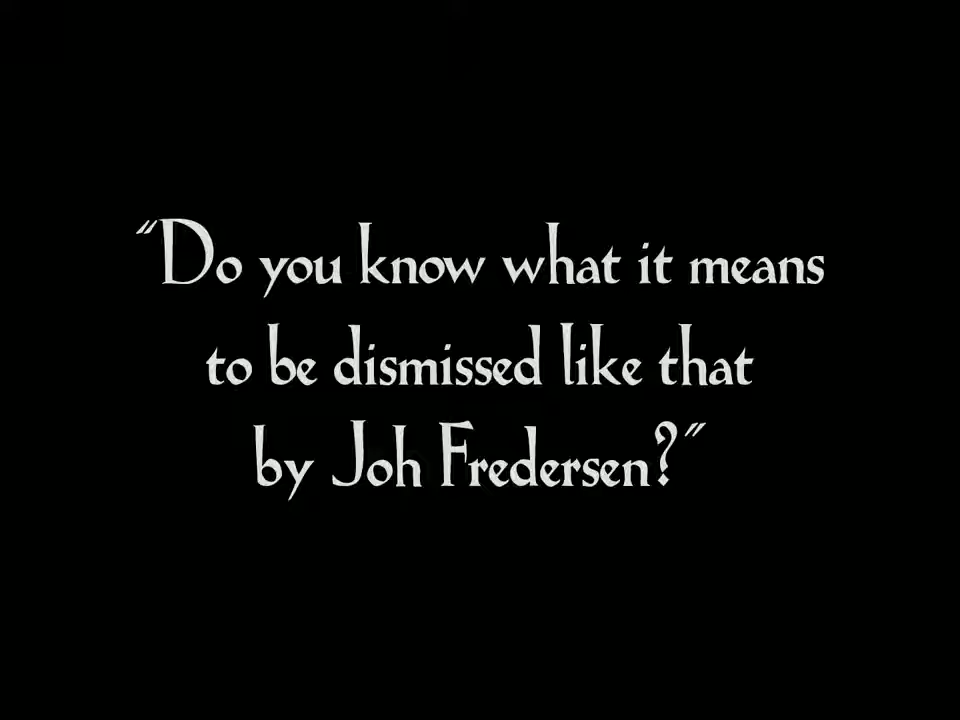 “Do you know what it means
to be dismissed like that
by Joh Fredersen?”